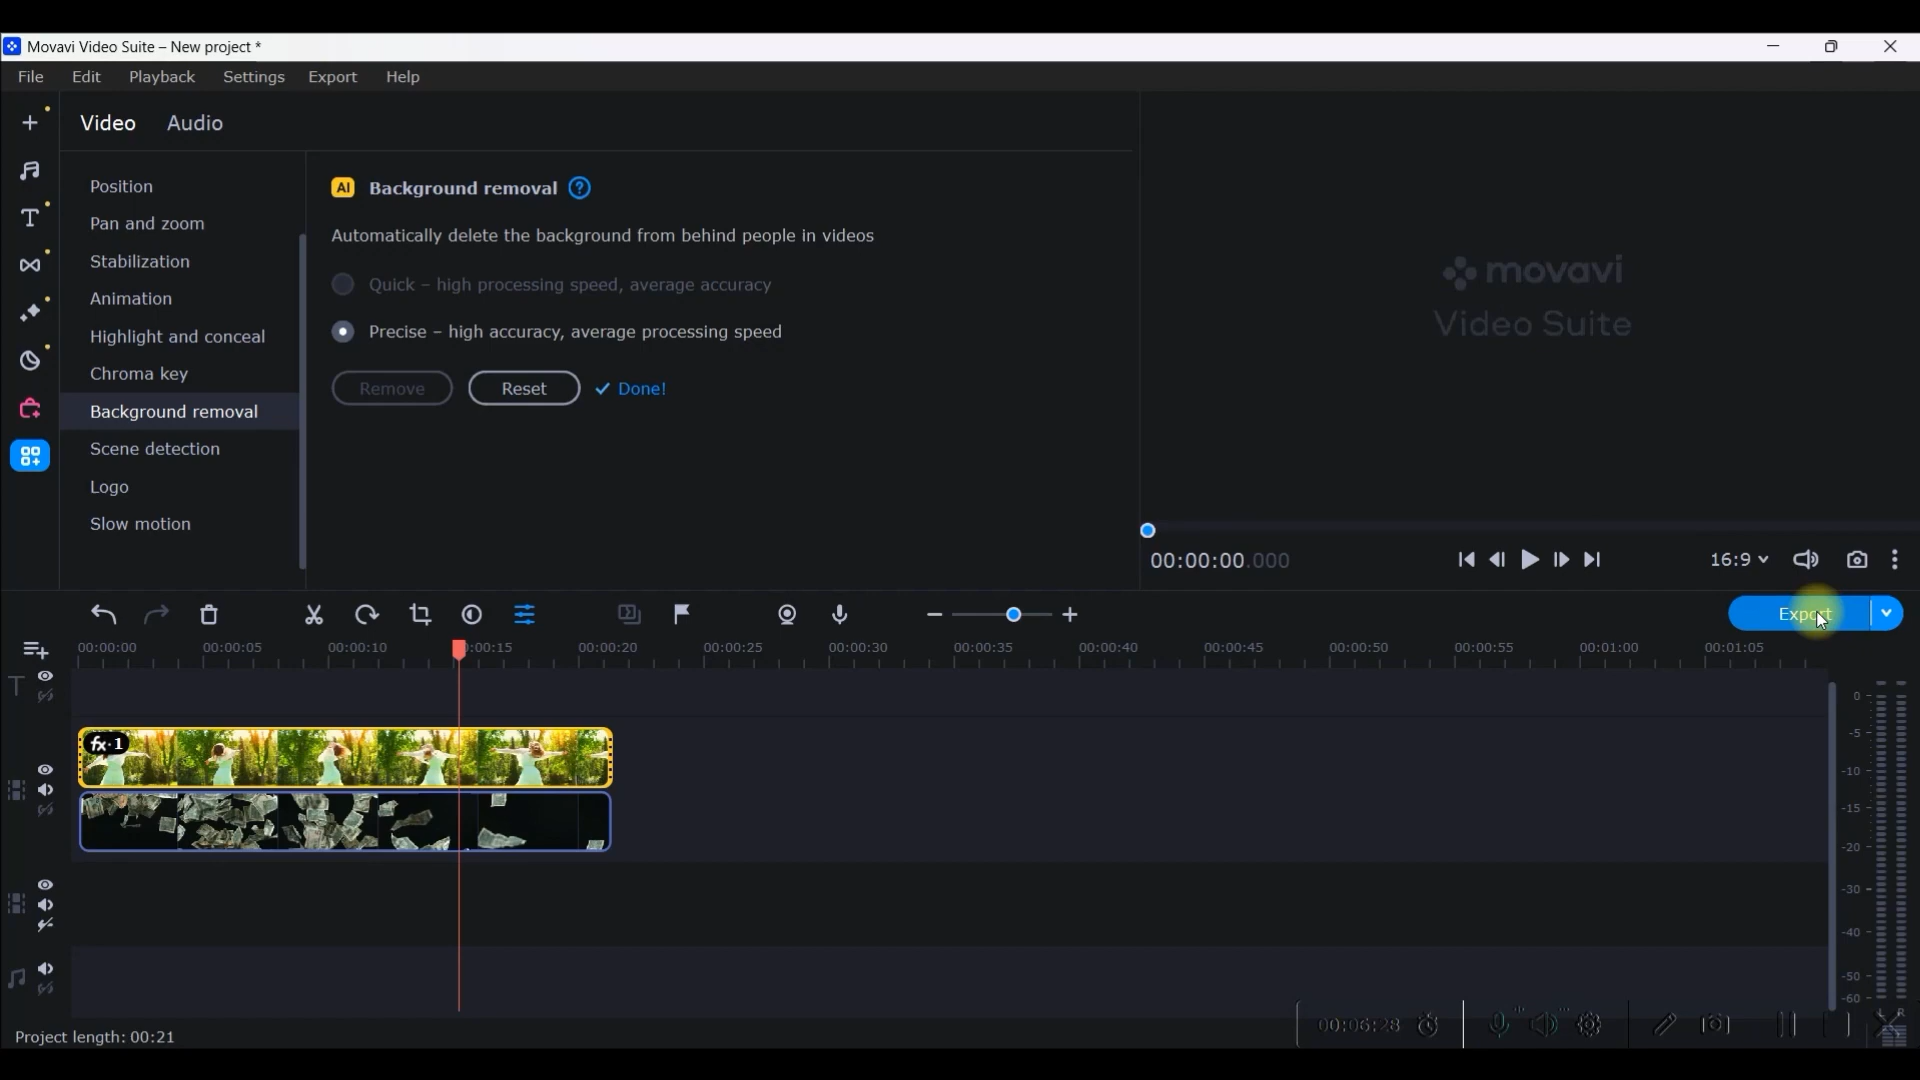 Movavi Video Suite – New project *
File Edit Playback Settings Export Help
Video Audio
Position
Pan and zoom
Stabilization
Animation
Highlight and conceal
Chroma key
Background removal
Scene detection
Logo
Slow motion
AI Background removal ?
Automatically delete the background from behind people in videos
Quick – high processing speed, average accuracy
Precise – high accuracy, average processing speed
Remove Reset Done!
movavi
Video Suite
00:00:00.000
16:9
Export
00:00:00 00:00:05 00:00:10 0:00:15 00:00:20 00:00:25 00:00:30 00:00:35 00:00:40 00:00:45 00:00:50 00:00:55 00:01:00 00:01:05
fx·1
0
-5
-10
-15
-20
-30
-40
-50
-60
L R
00:06:28
Project length: 00:21